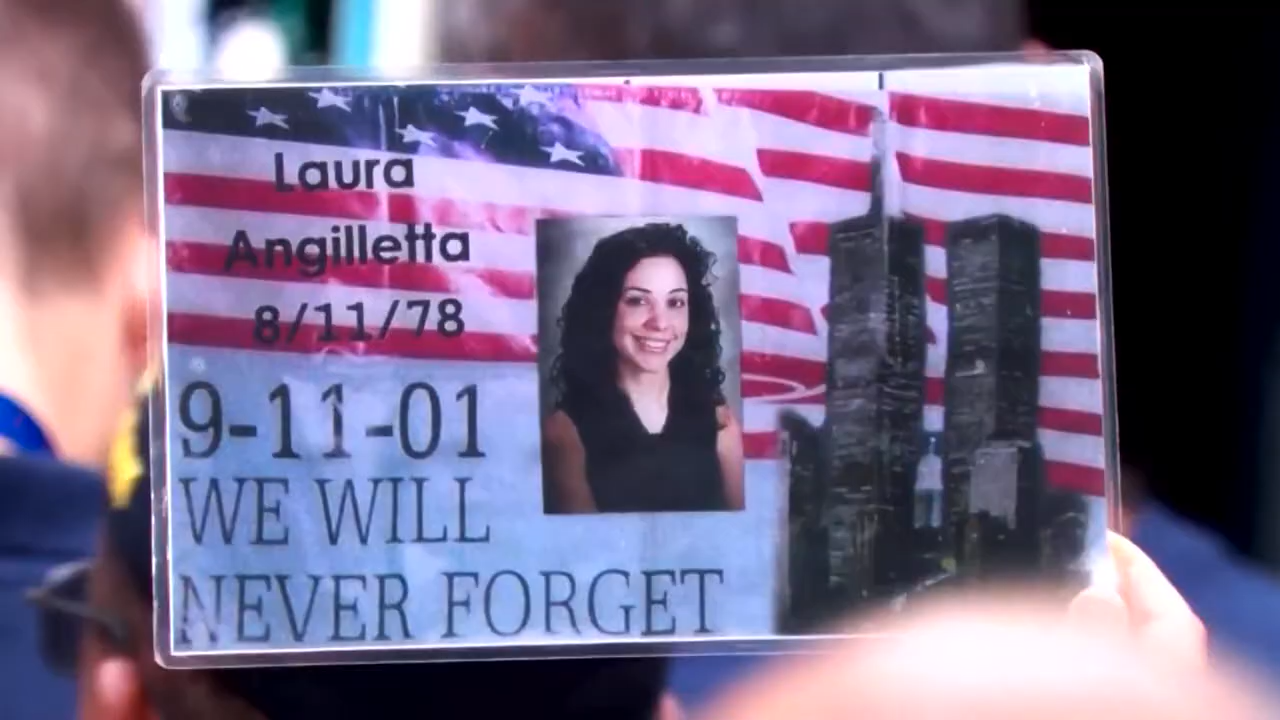 Laura
Angilletta
8/11/78
9-11-01
WE WILL
NEVER FORGET